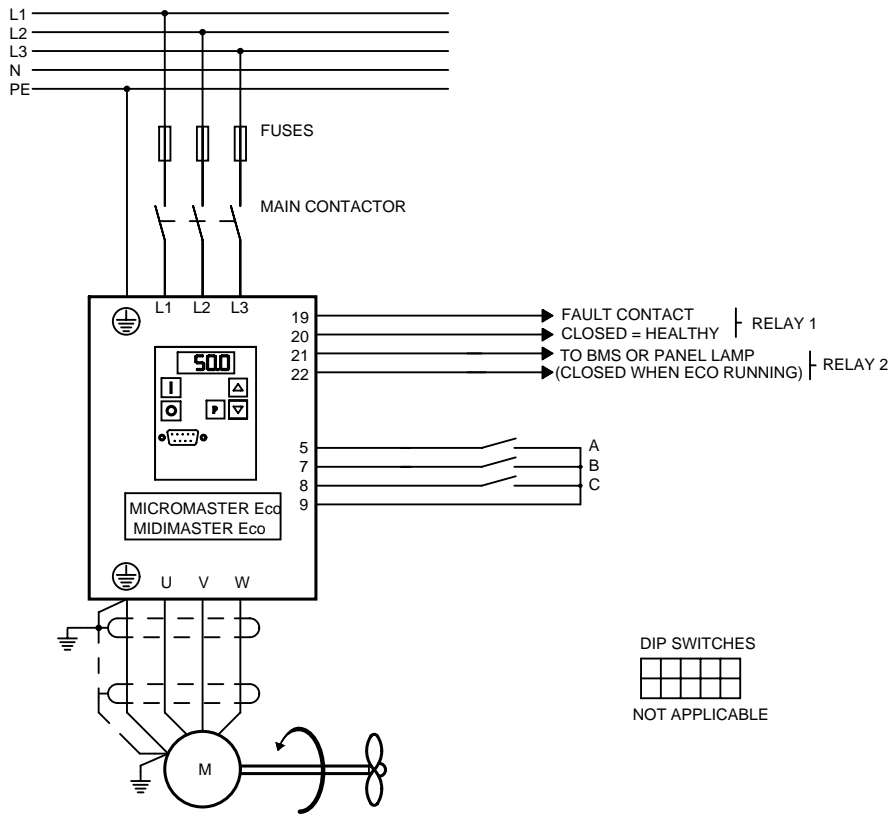 L1
L2
L3
N
PE
FUSES
MAIN CONTACTOR
L1 L2 L3
19 FAULT CONTACT
20 CLOSED = HEALTHY
RELAY 1
21 TO BMS OR PANEL LAMP
22 (CLOSED WHEN ECO RUNNING)
RELAY 2
50.0
I
O
P
5 A
7 B
8 C
9
MICROMASTER Eco
MIDIMASTER Eco
U V W
DIP SWITCHES
NOT APPLICABLE
M